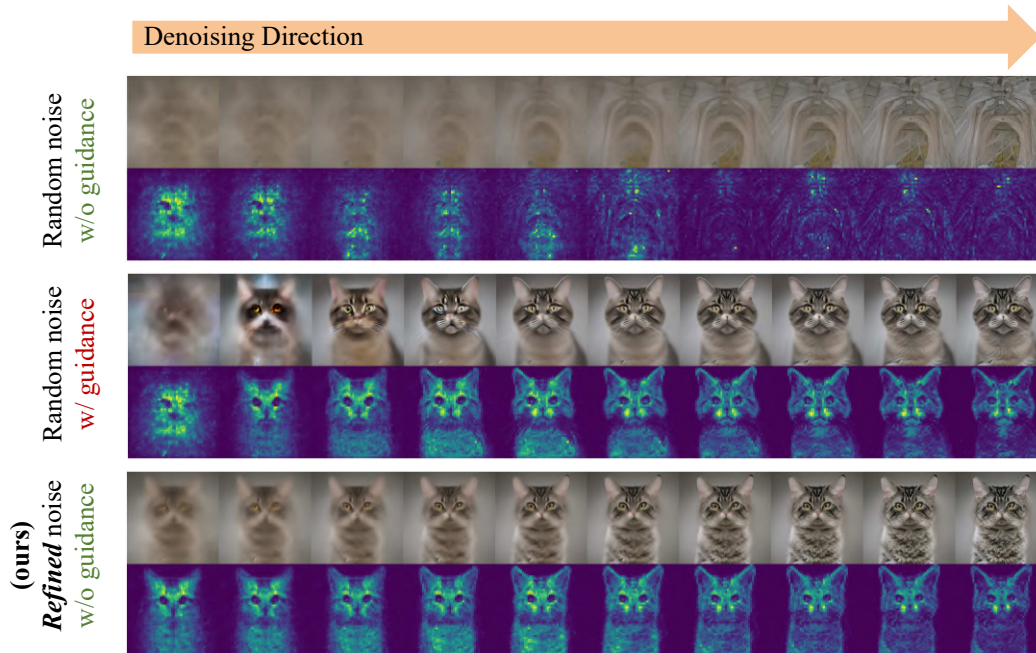 Denoising Direction
Random noise
w/o guidance
Random noise
w/ guidance
(ours)
Refined noise
w/o guidance